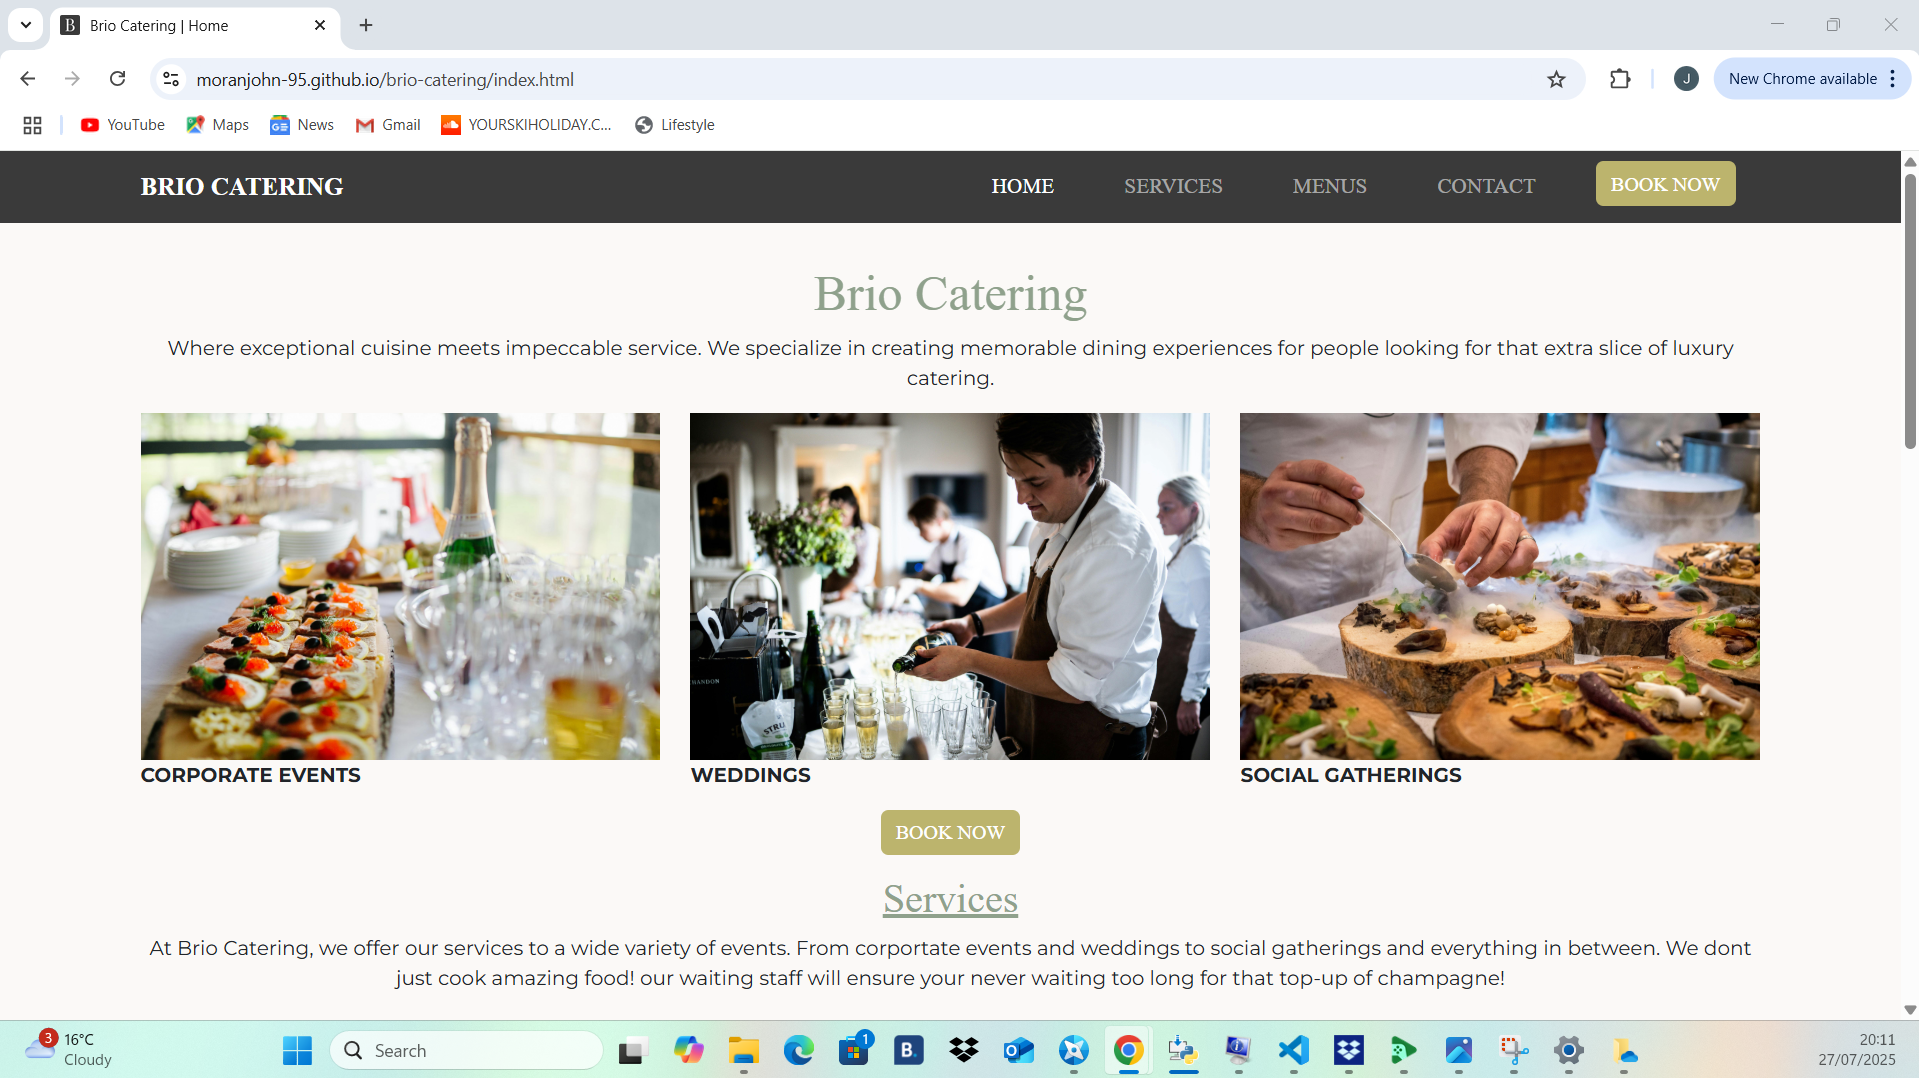 B Brio Catering | Home
moranjohn-95.github.io/brio-catering/index.html
J
New Chrome available
YouTube
Maps
News
Gmail
YOURSKIHOLIDAY.C...
Lifestyle
BRIO CATERING
HOME
SERVICES
MENUS
CONTACT
BOOK NOW
Brio Catering
Where exceptional cuisine meets impeccable service. We specialize in creating memorable dining experiences for people looking for that extra slice of luxury
catering.
MANDON
STRU
CORPORATE EVENTS
WEDDINGS
SOCIAL GATHERINGS
BOOK NOW
Services
At Brio Catering, we offer our services to a wide variety of events. From corportate events and weddings to social gatherings and everything in between. We dont
just cook amazing food! our waiting staff will ensure your never waiting too long for that top-up of champagne!
3
16°C
Cloudy
Search
1
B.
20:11
27/07/2025